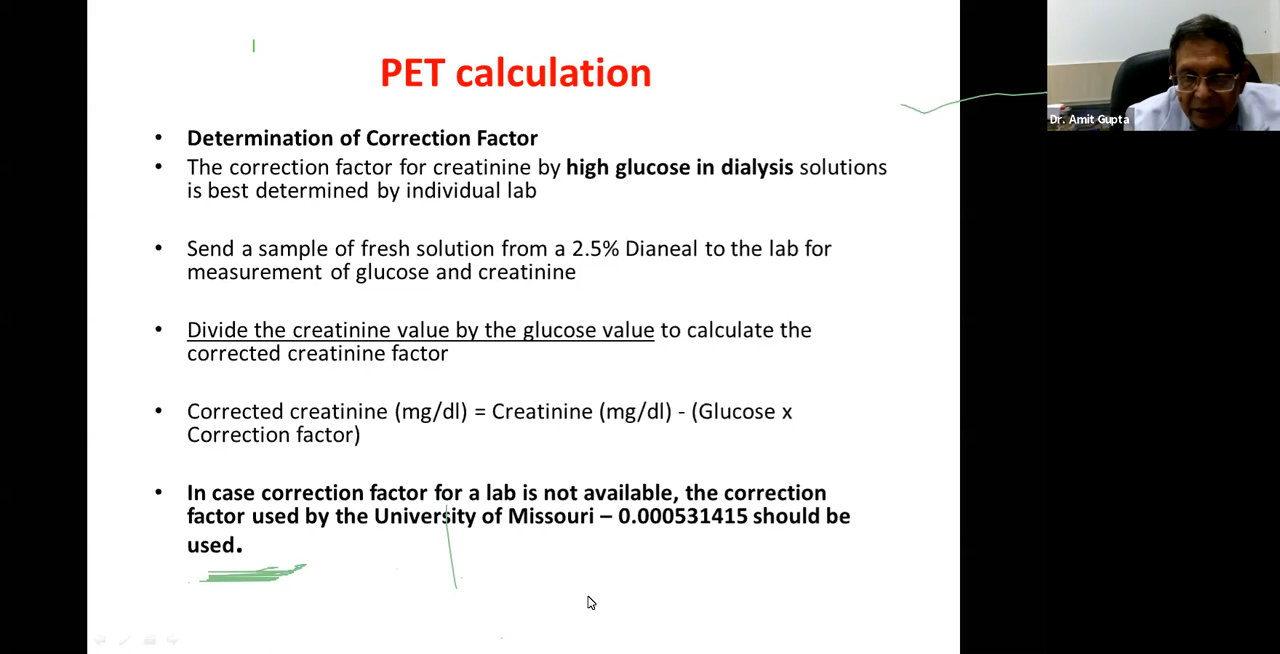 PET calculation
• Determination of Correction Factor
• The correction factor for creatinine by high glucose in dialysis solutions
is best determined by individual lab
• Send a sample of fresh solution from a 2.5% Dianeal to the lab for
measurement of glucose and creatinine
• Divide the creatinine value by the glucose value to calculate the
corrected creatinine factor
• Corrected creatinine (mg/dl) = Creatinine (mg/dl) - (Glucose x
Correction factor)
• In case correction factor for a lab is not available, the correction
factor used by the University of Missouri – 0.000531415 should be
used.
Dr. Amit Gupta